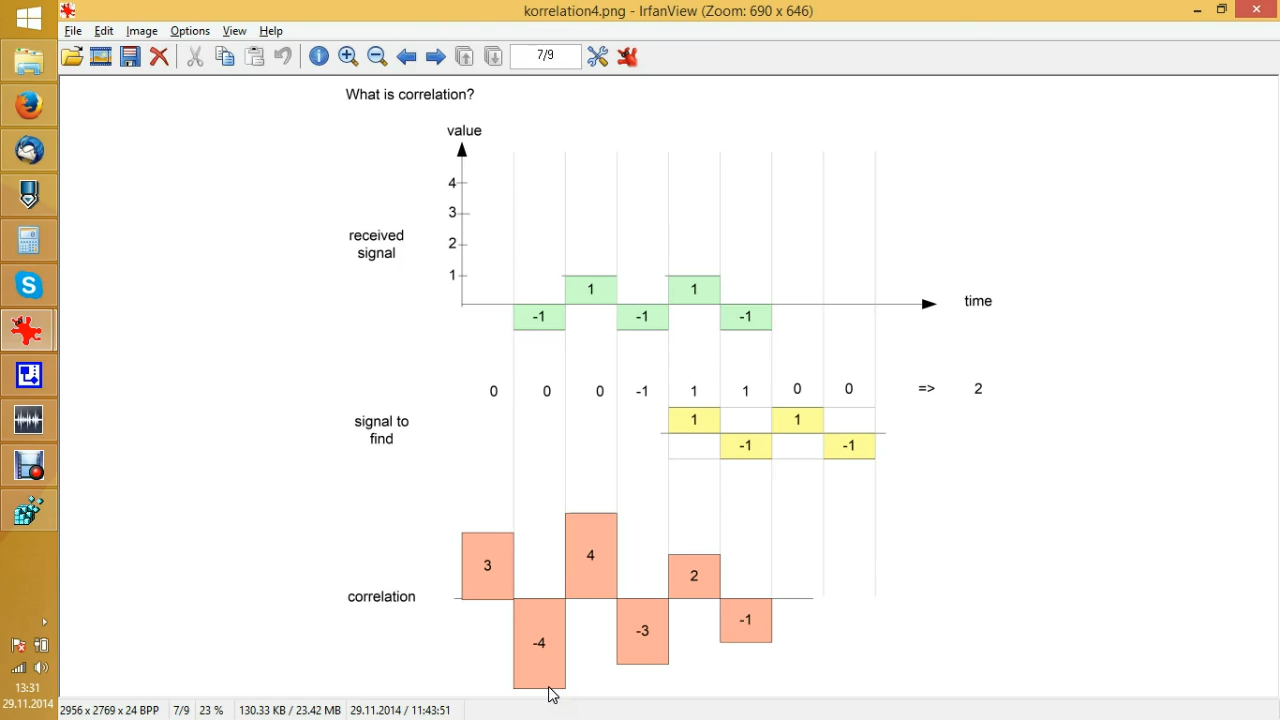 korrelation4.png - IrfanView (Zoom: 690 x 646)
File Edit Image Options View Help
7/9
What is correlation?
value
4
3
2
1
received
signal
1 1
-1 -1 -1
time
0 0 0 -1 1 1 0 0 => 2
signal to
find
1 1
-1 -1
3 4 2
correlation
-4 -3 -1
13:31
29.11.2014
2956 x 2769 x 24 BPP 7/9 23 % 130.33 KB / 23.42 MB 29.11.2014 / 11:43:51